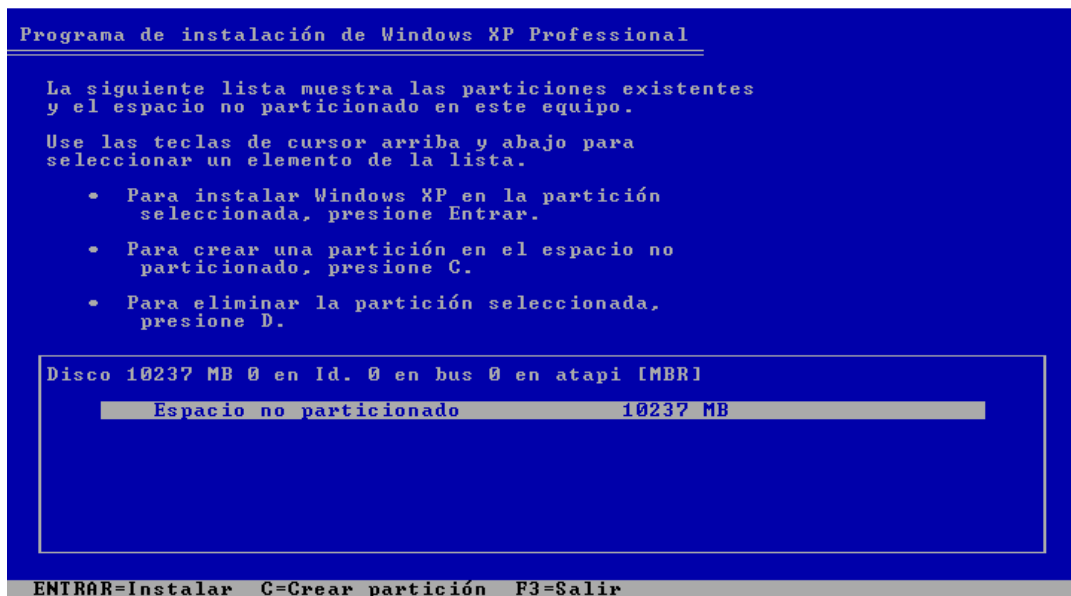 Programa de instalación de Windows XP Professional
La siguiente lista muestra las particiones existentes
y el espacio no particionado en este equipo.
Use las teclas de cursor arriba y abajo para
seleccionar un elemento de la lista.
• Para instalar Windows XP en la partición
seleccionada, presione Entrar.
• Para crear una partición en el espacio no
particionado, presione C.
• Para eliminar la partición seleccionada,
presione D.
Disco 10237 MB 0 en Id. 0 en bus 0 en atapi [MBR]
Espacio no particionado 10237 MB
ENTRAR=Instalar C=Crear partición F3=Salir